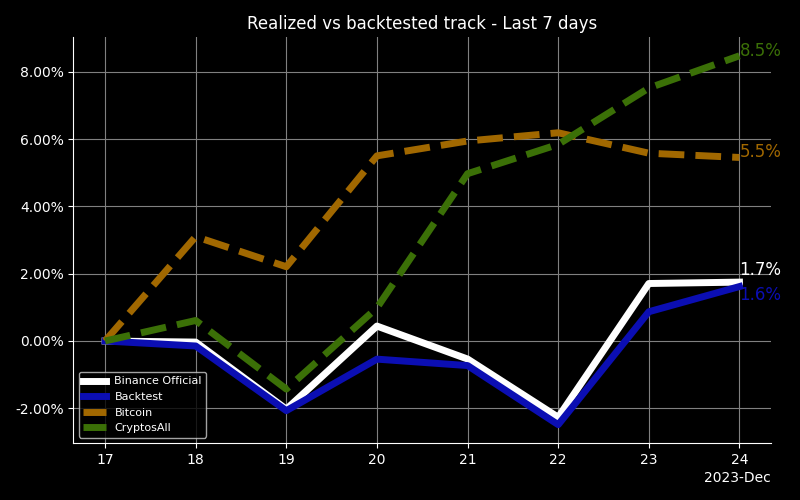 Realized vs backtested track - Last 7 days
8.00%
6.00%
4.00%
2.00%
0.00%
-2.00%
8.5%
5.5%
1.7%
1.6%
Binance Official
Backtest
Bitcoin
CryptosAll
17 18 19 20 21 22 23 24
2023-Dec